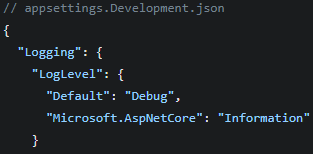 // appsettings.Development.json
{
  "Logging": {
    "LogLevel": {
      "Default": "Debug",
      "Microsoft.AspNetCore": "Information"
    }